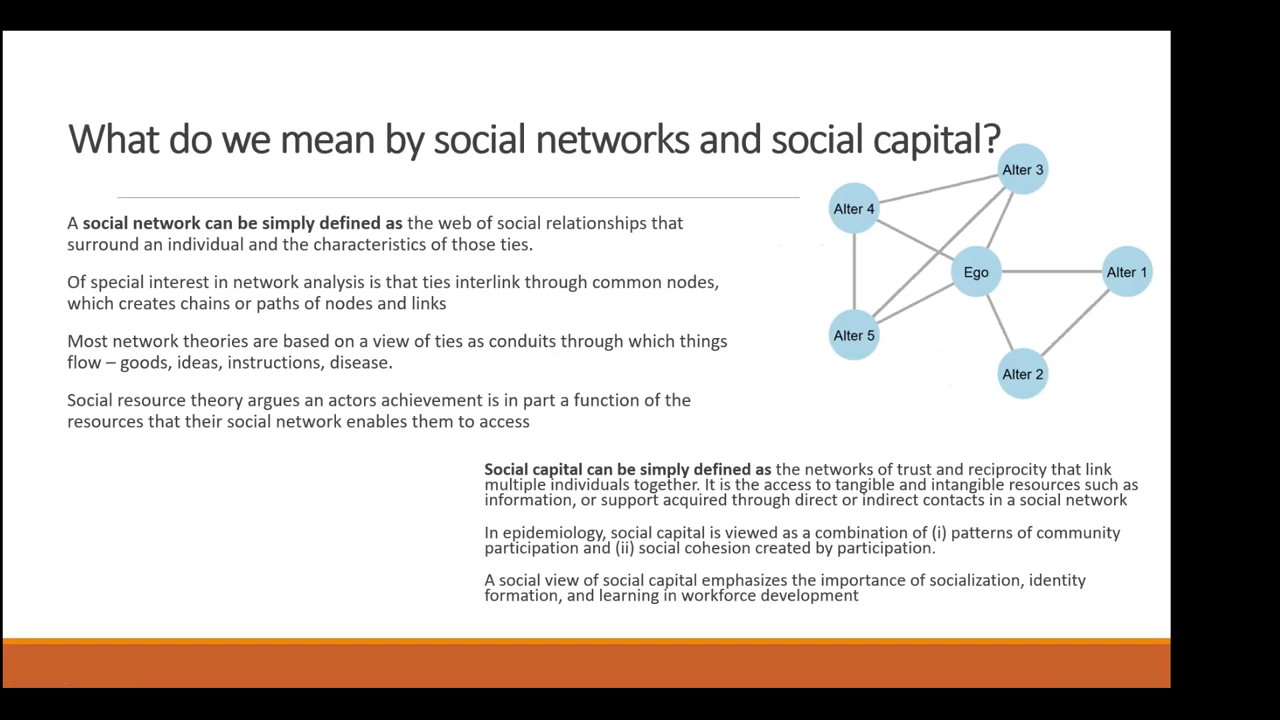 What do we mean by social networks and social capital?
A social network can be simply defined as the web of social relationships that
surround an individual and the characteristics of those ties.
Of special interest in network analysis is that ties interlink through common nodes,
which creates chains or paths of nodes and links
Most network theories are based on a view of ties as conduits through which things
flow – goods, ideas, instructions, disease.
Social resource theory argues an actors achievement is in part a function of the
resources that their social network enables them to access
Alter 3
Alter 4
Ego
Alter 1
Alter 5
Alter 2
Social capital can be simply defined as the networks of trust and reciprocity that link
multiple individuals together. It is the access to tangible and intangible resources such as
information, or support acquired through direct or indirect contacts in a social network
In epidemiology, social capital is viewed as a combination of (i) patterns of community
participation and (ii) social cohesion created by participation.
A social view of social capital emphasizes the importance of socialization, identity
formation, and learning in workforce development